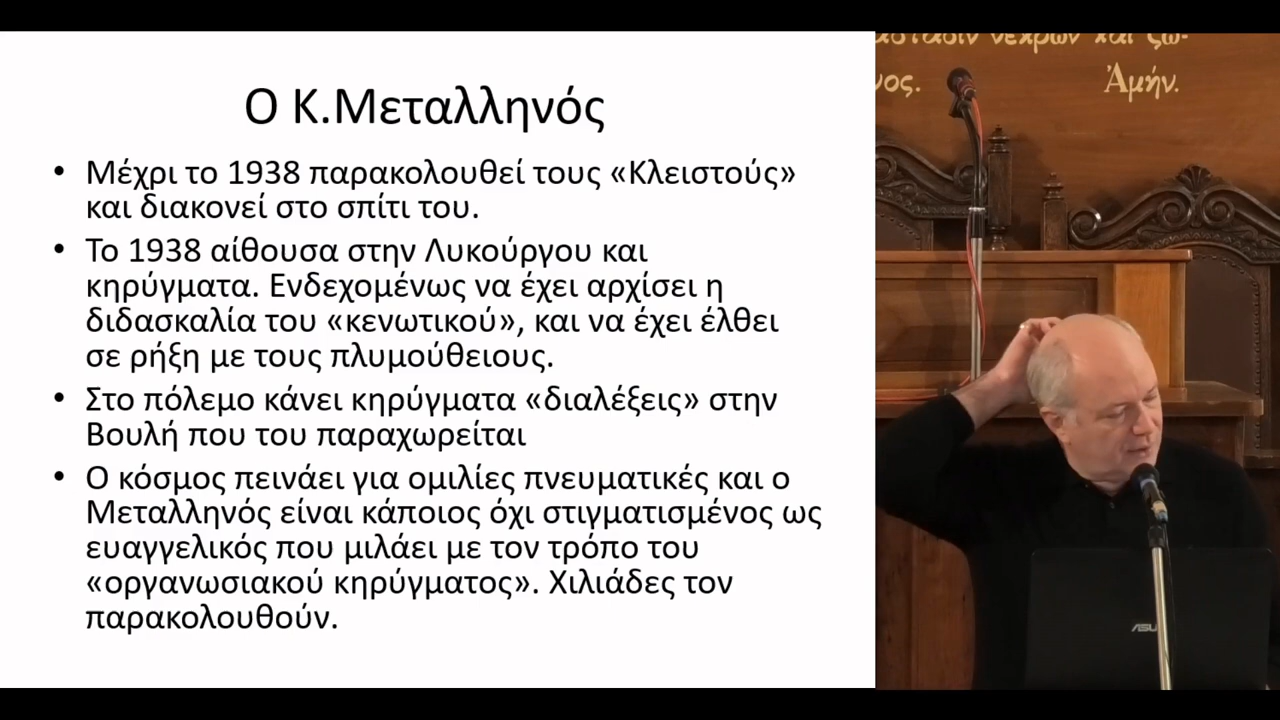 Ο Κ.Μεταλληνός
• Μέχρι το 1938 παρακολουθεί τους «Κλειστούς»
και διακονεί στο σπίτι του.
• Το 1938 αίθουσα στην Λυκούργου και
κηρύγματα. Ενδεχομένως να έχει αρχίσει η
διδασκαλία του «κενωτικού», και να έχει έλθει
σε ρήξη με τους πλυμούθειους.
• Στο πόλεμο κάνει κηρύγματα «διαλέξεις» στην
Βουλή που του παραχωρείται
• Ο κόσμος πεινάει για ομιλίες πνευματικές και ο
Μεταλληνός είναι κάποιος όχι στιγματισμένος ως
ευαγγελικός που μιλάει με τον τρόπο του
«οργανωσιακού κηρύγματος». Χιλιάδες τον
παρακολουθούν.
νεκρών και ζω-
Ἀμήν.